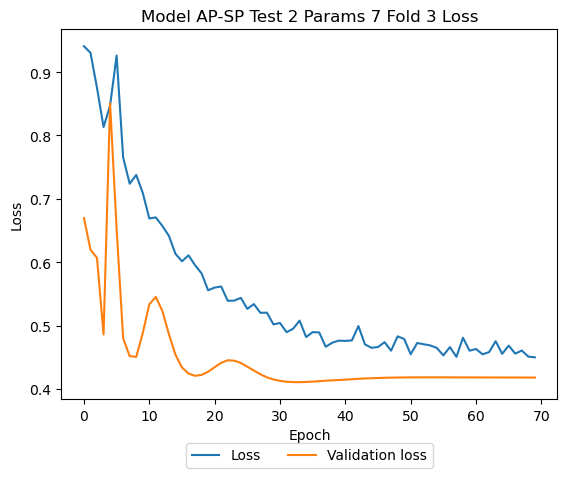 Model AP-SP Test 2 Params 7 Fold 3 Loss
Loss
0.9
0.8
0.7
0.6
0.5
0.4
0 10 20 30 40 50 60 70
Epoch
Loss Validation loss